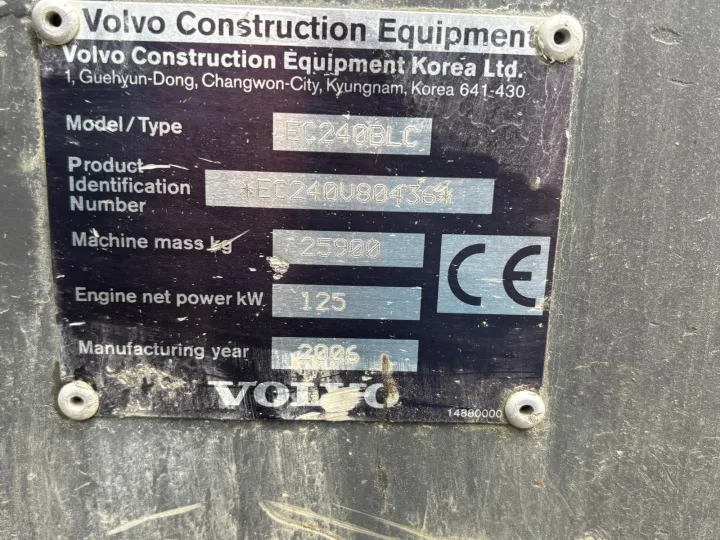 Volvo Construction Equipment
Volvo Construction Equipment Korea Ltd.
1, Guehyun-Dong, Changwon-City, Kyungnam, Korea 641-430
Model/Type EC240BLC
Product
Identification *EC240V80436*
Number
Machine mass kg 25900
Engine net power kW 125
Manufacturing year 2006
CE
VOLVO
14880000